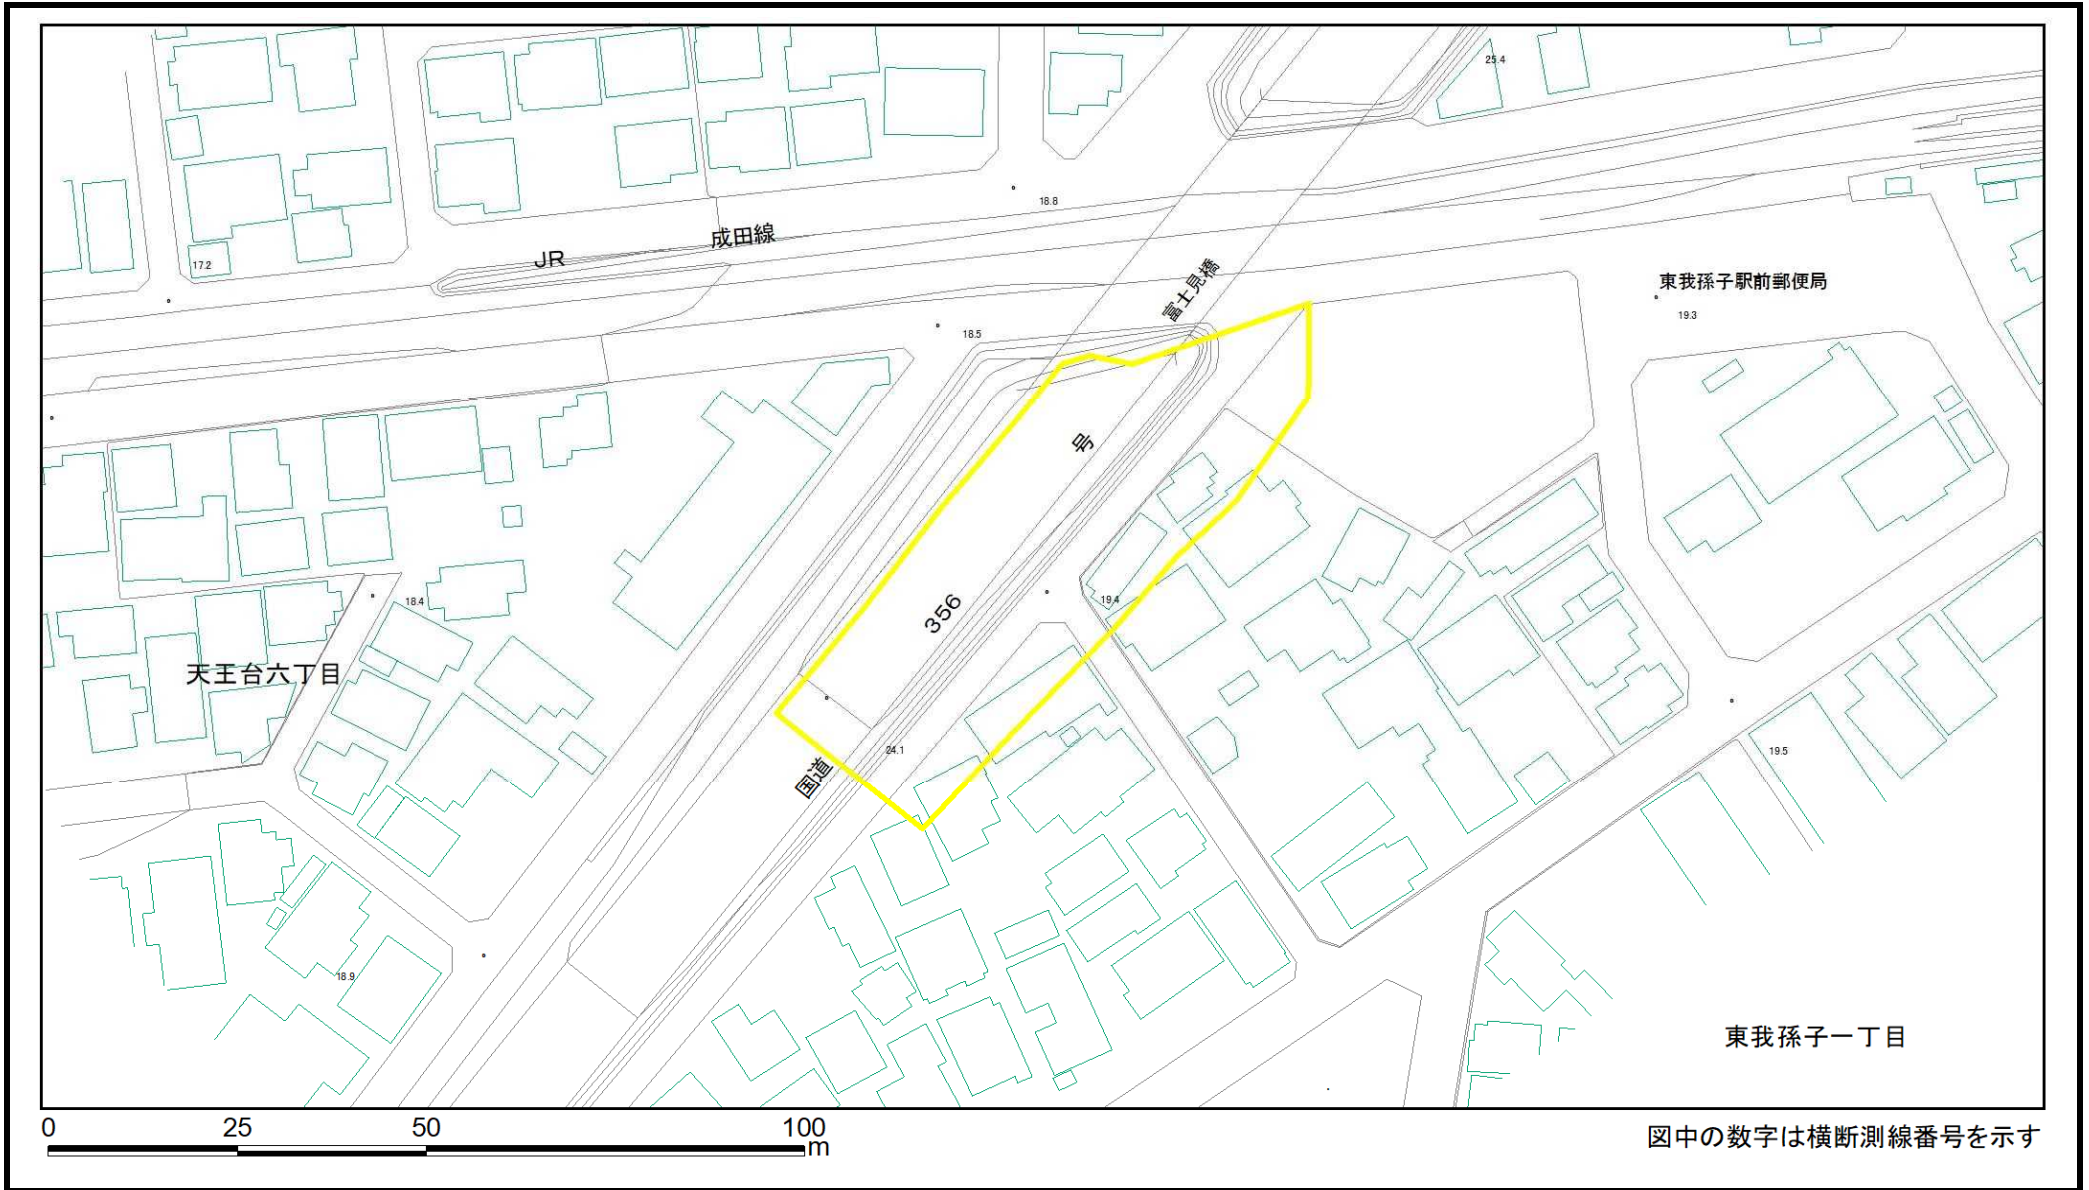 25.4
18.8
成田線
JR
17.2
富士見橋
東我孫子駅前郵便局
19.3
18.5
号
356
18.4
19.4
天王台六丁目
24.1
国道
19.5
18.9
東我孫子一丁目
0 25 50 100
m
図中の数字は横断測線番号を示す